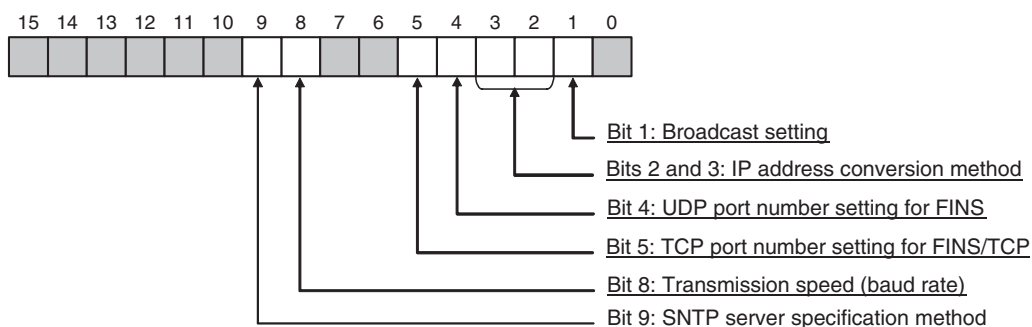 15 14 13 12 11 10 9 8 7 6 5 4 3 2 1 0
Bit 1: Broadcast setting
Bits 2 and 3: IP address conversion method
Bit 4: UDP port number setting for FINS
Bit 5: TCP port number setting for FINS/TCP
Bit 8: Transmission speed (baud rate)
Bit 9: SNTP server specification method